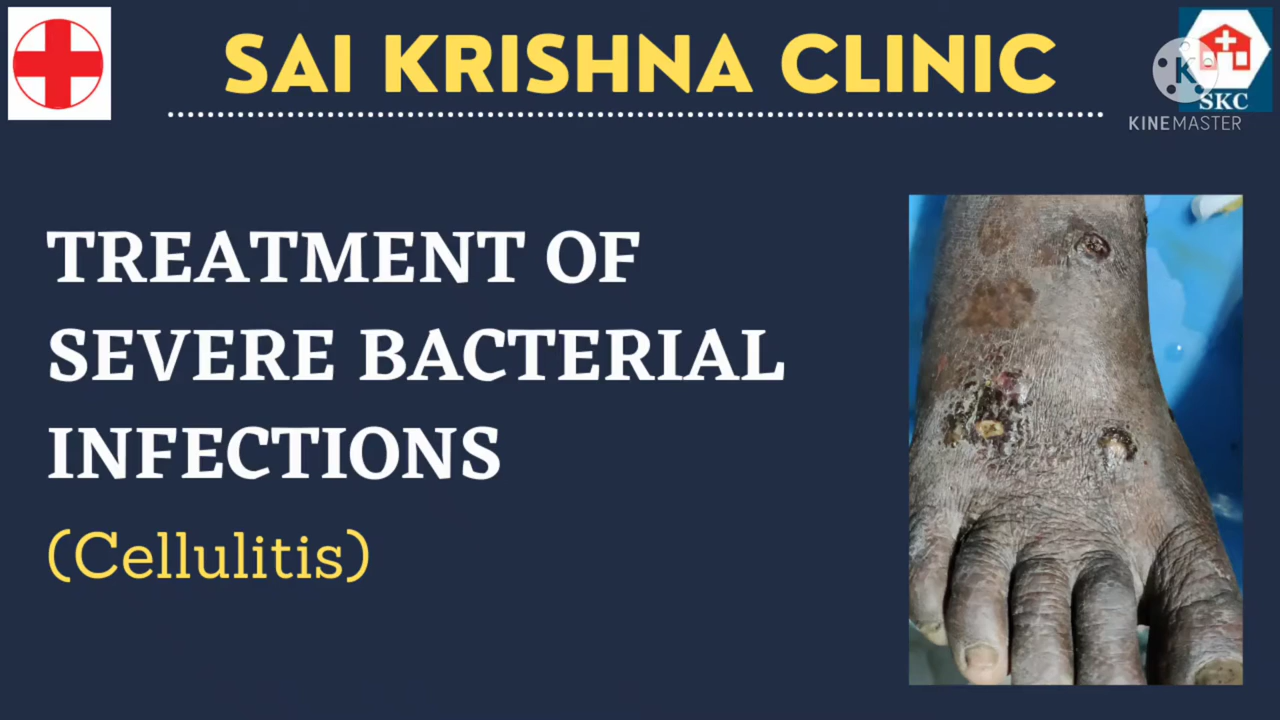 SAI KRISHNA CLINIC
SKC
KINEMASTER
TREATMENT OF
SEVERE BACTERIAL
INFECTIONS
(Cellulitis)